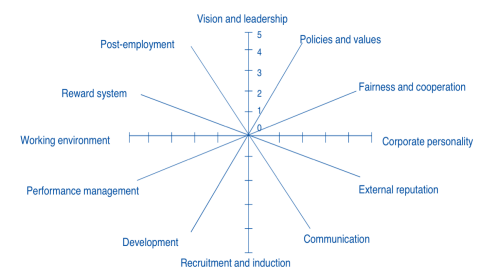 Vision and leadership
5
Post-employment
Policies and values
4
3
Fairness and cooperation
Reward system
2
1
0
Working environment
Corporate personality
Performance management
External reputation
Development
Communication
Recruitment and induction